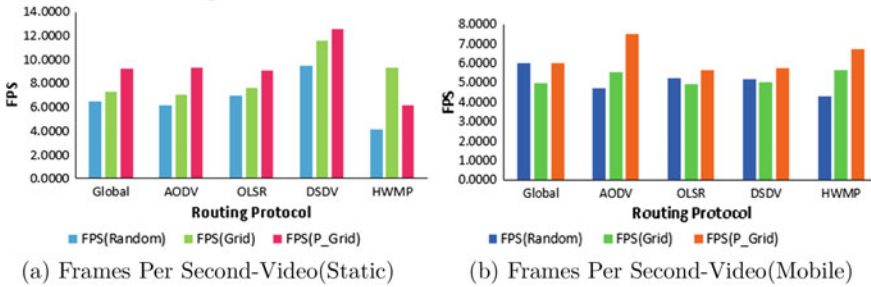 14.0000
12.0000
10.0000
8.0000
6.0000
4.0000
2.0000
0.0000
FPS
Global AODV OLSR DSDV HWMP
Routing Protocol
FPS(Random) FPS(Grid) FPS(P_Grid)
(a) Frames Per Second-Video(Static)
8.0000
7.0000
6.0000
5.0000
4.0000
3.0000
2.0000
1.0000
0.0000
FPS
Global AODV OLSR DSDV HWMP
Routing Protocol
FPS(Random) FPS(Grid) FPS(P_Grid)
(b) Frames Per Second-Video(Mobile)